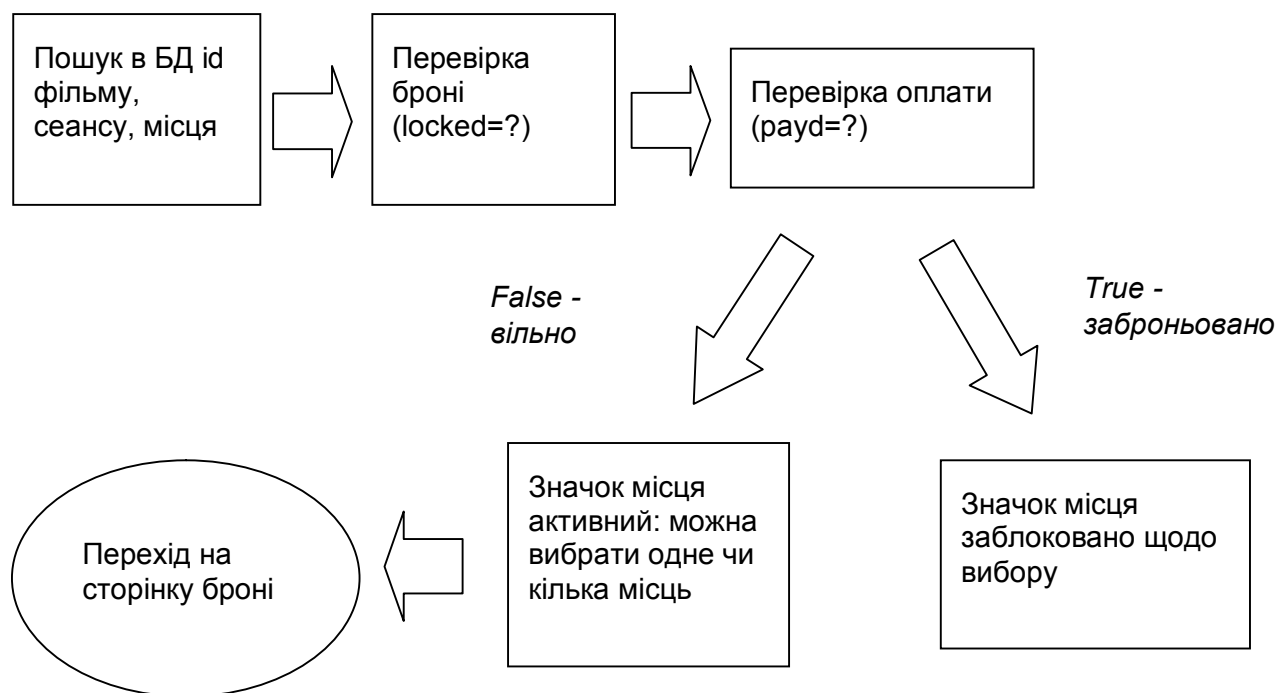 Пошук в БД id
фільму,
сеансу, місця
Перевірка
броні
(locked=?)
Перевірка оплати
(payd=?)
False -
вільно
True -
заброньовано
Перехід на
сторінку броні
Значок місця
активний: можна
вибрати одне чи
кілька місць
Значок місця
заблоковано щодо
вибору